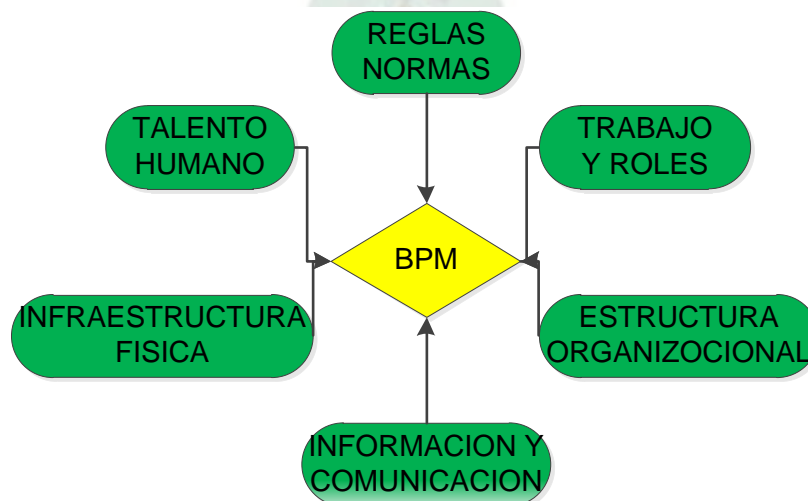 REGLAS
NORMAS
TALENTO
HUMANO
TRABAJO
Y ROLES
BPM
INFRAESTRUCTURA
FISICA
ESTRUCTURA
ORGANIZOCIONAL
INFORMACION Y
COMUNICACION